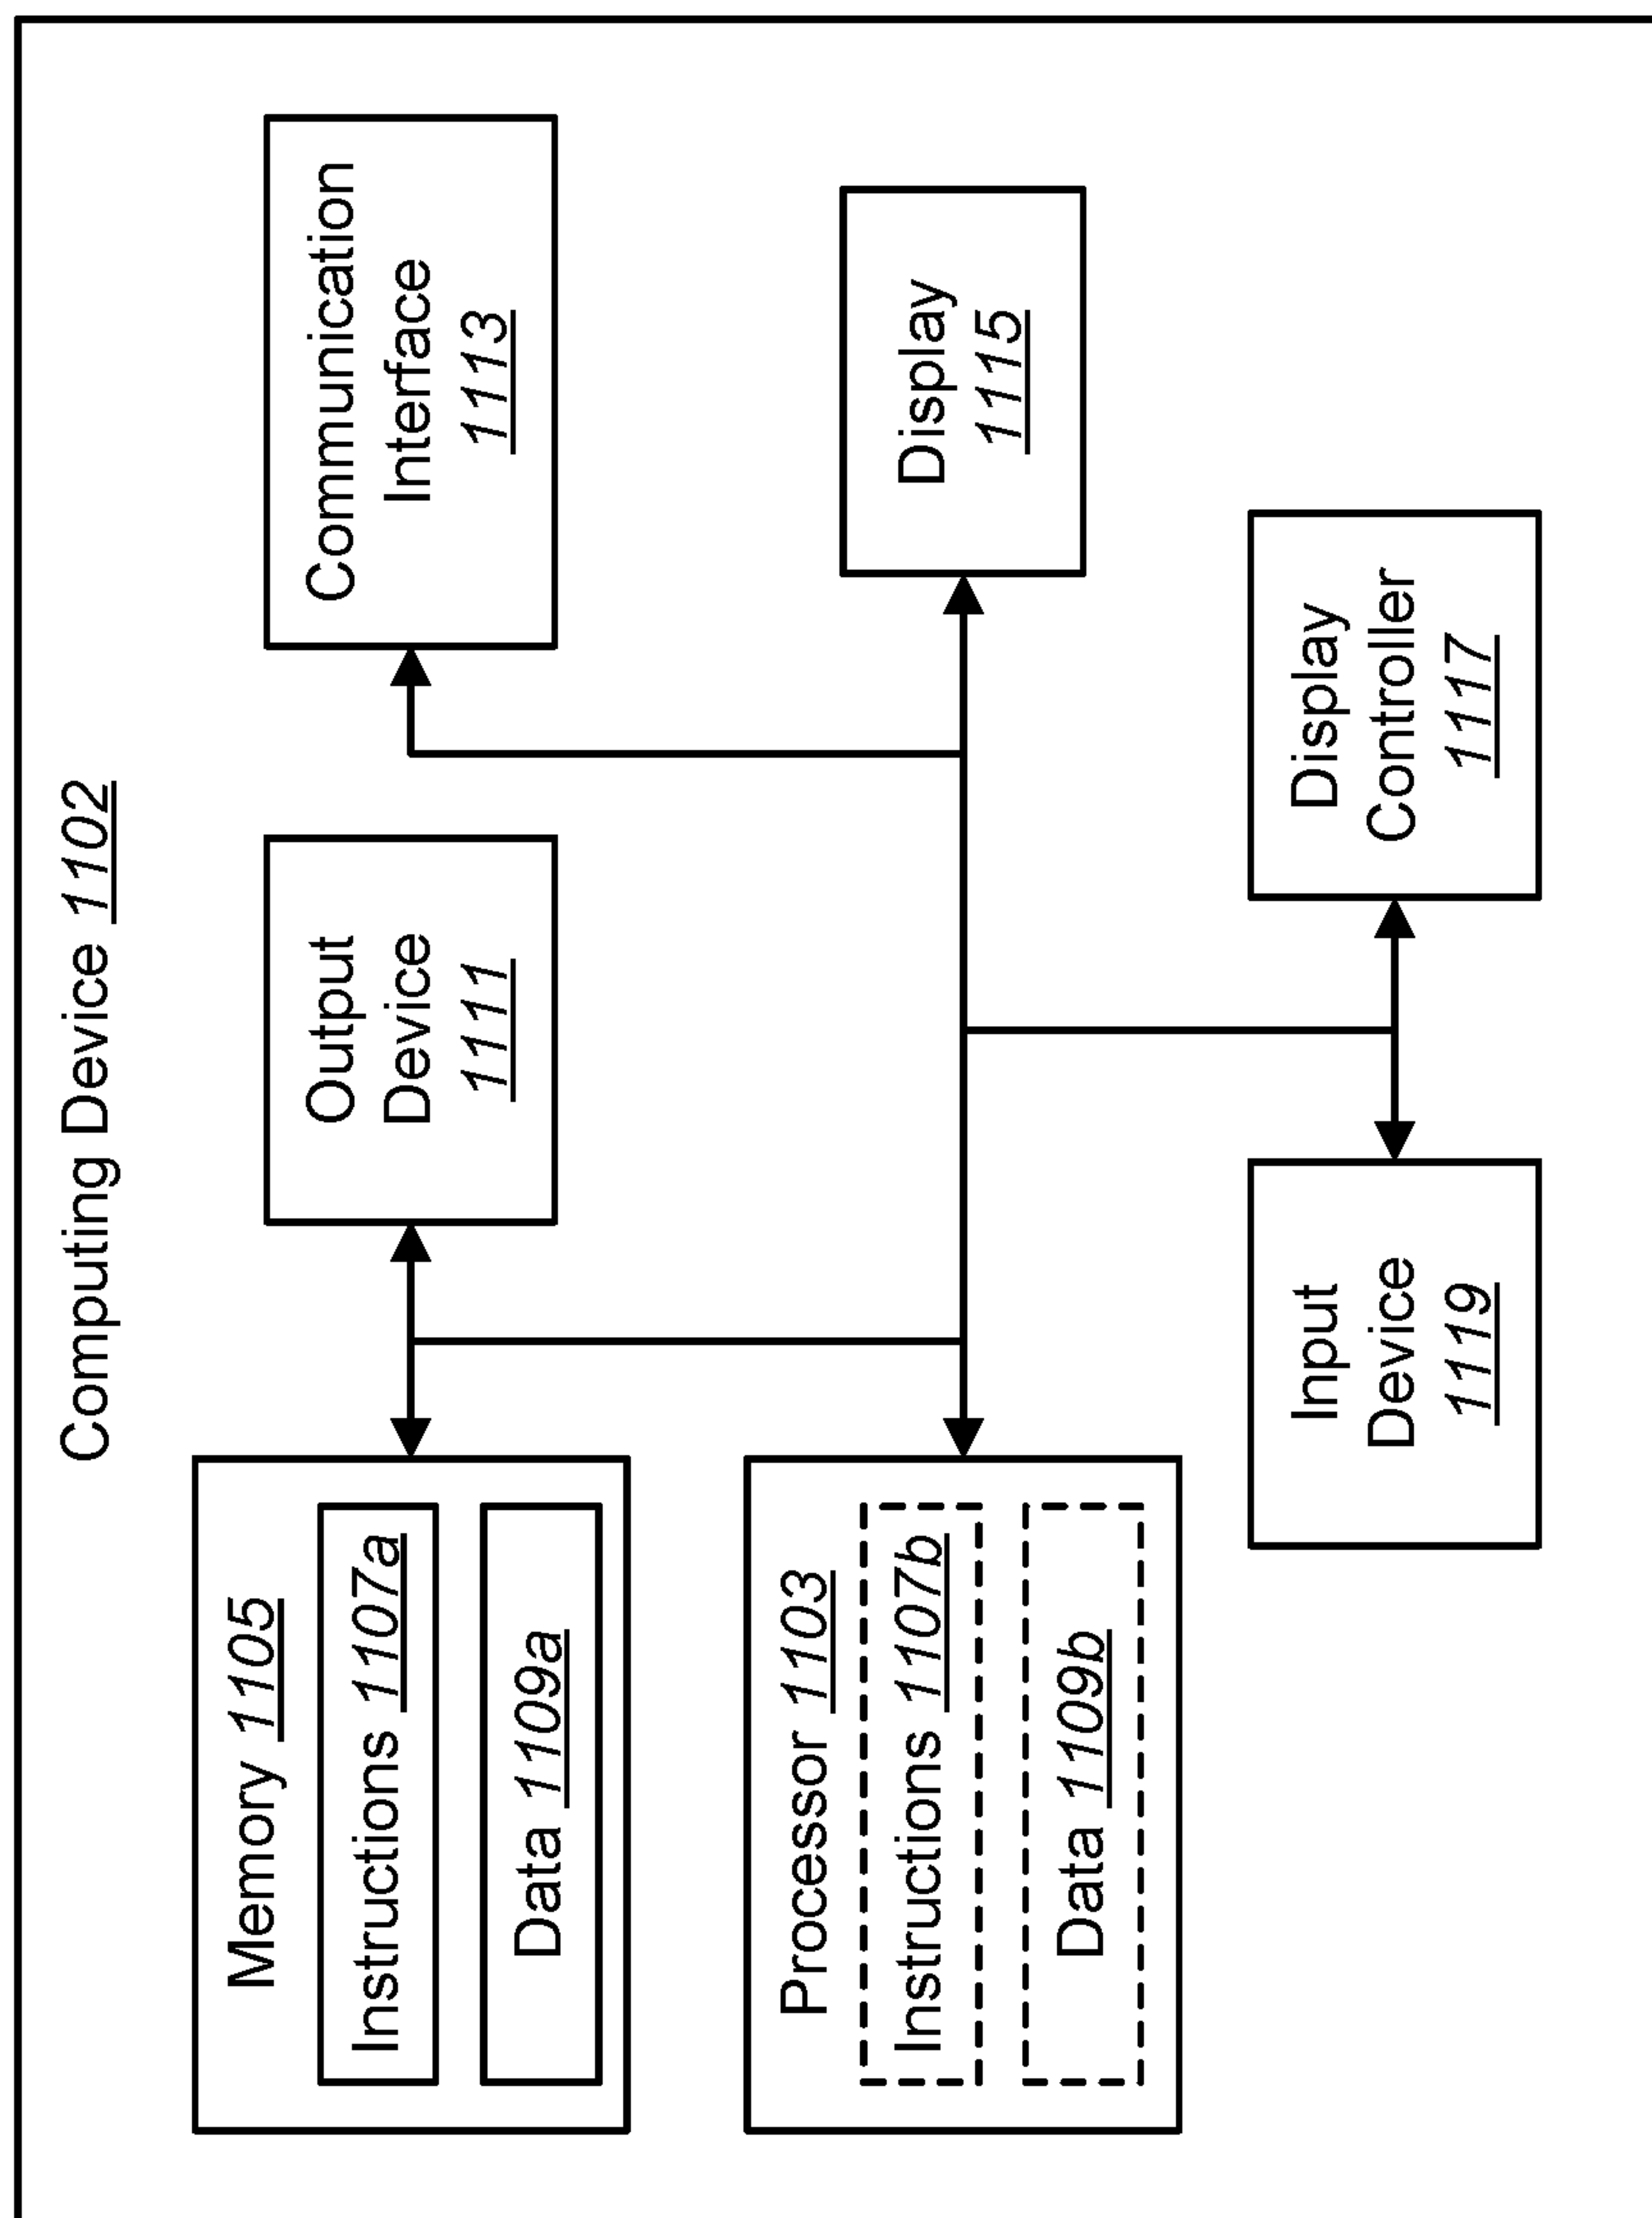 Computing Device 1102
Memory 1105
Instructions 1107a
Data 1109a
Output
Device
1111
Communication
Interface
1113
Processor 1103
Instructions 1107b
Data 1109b
Display
1115
Input
Device
1119
Display
Controller
1117